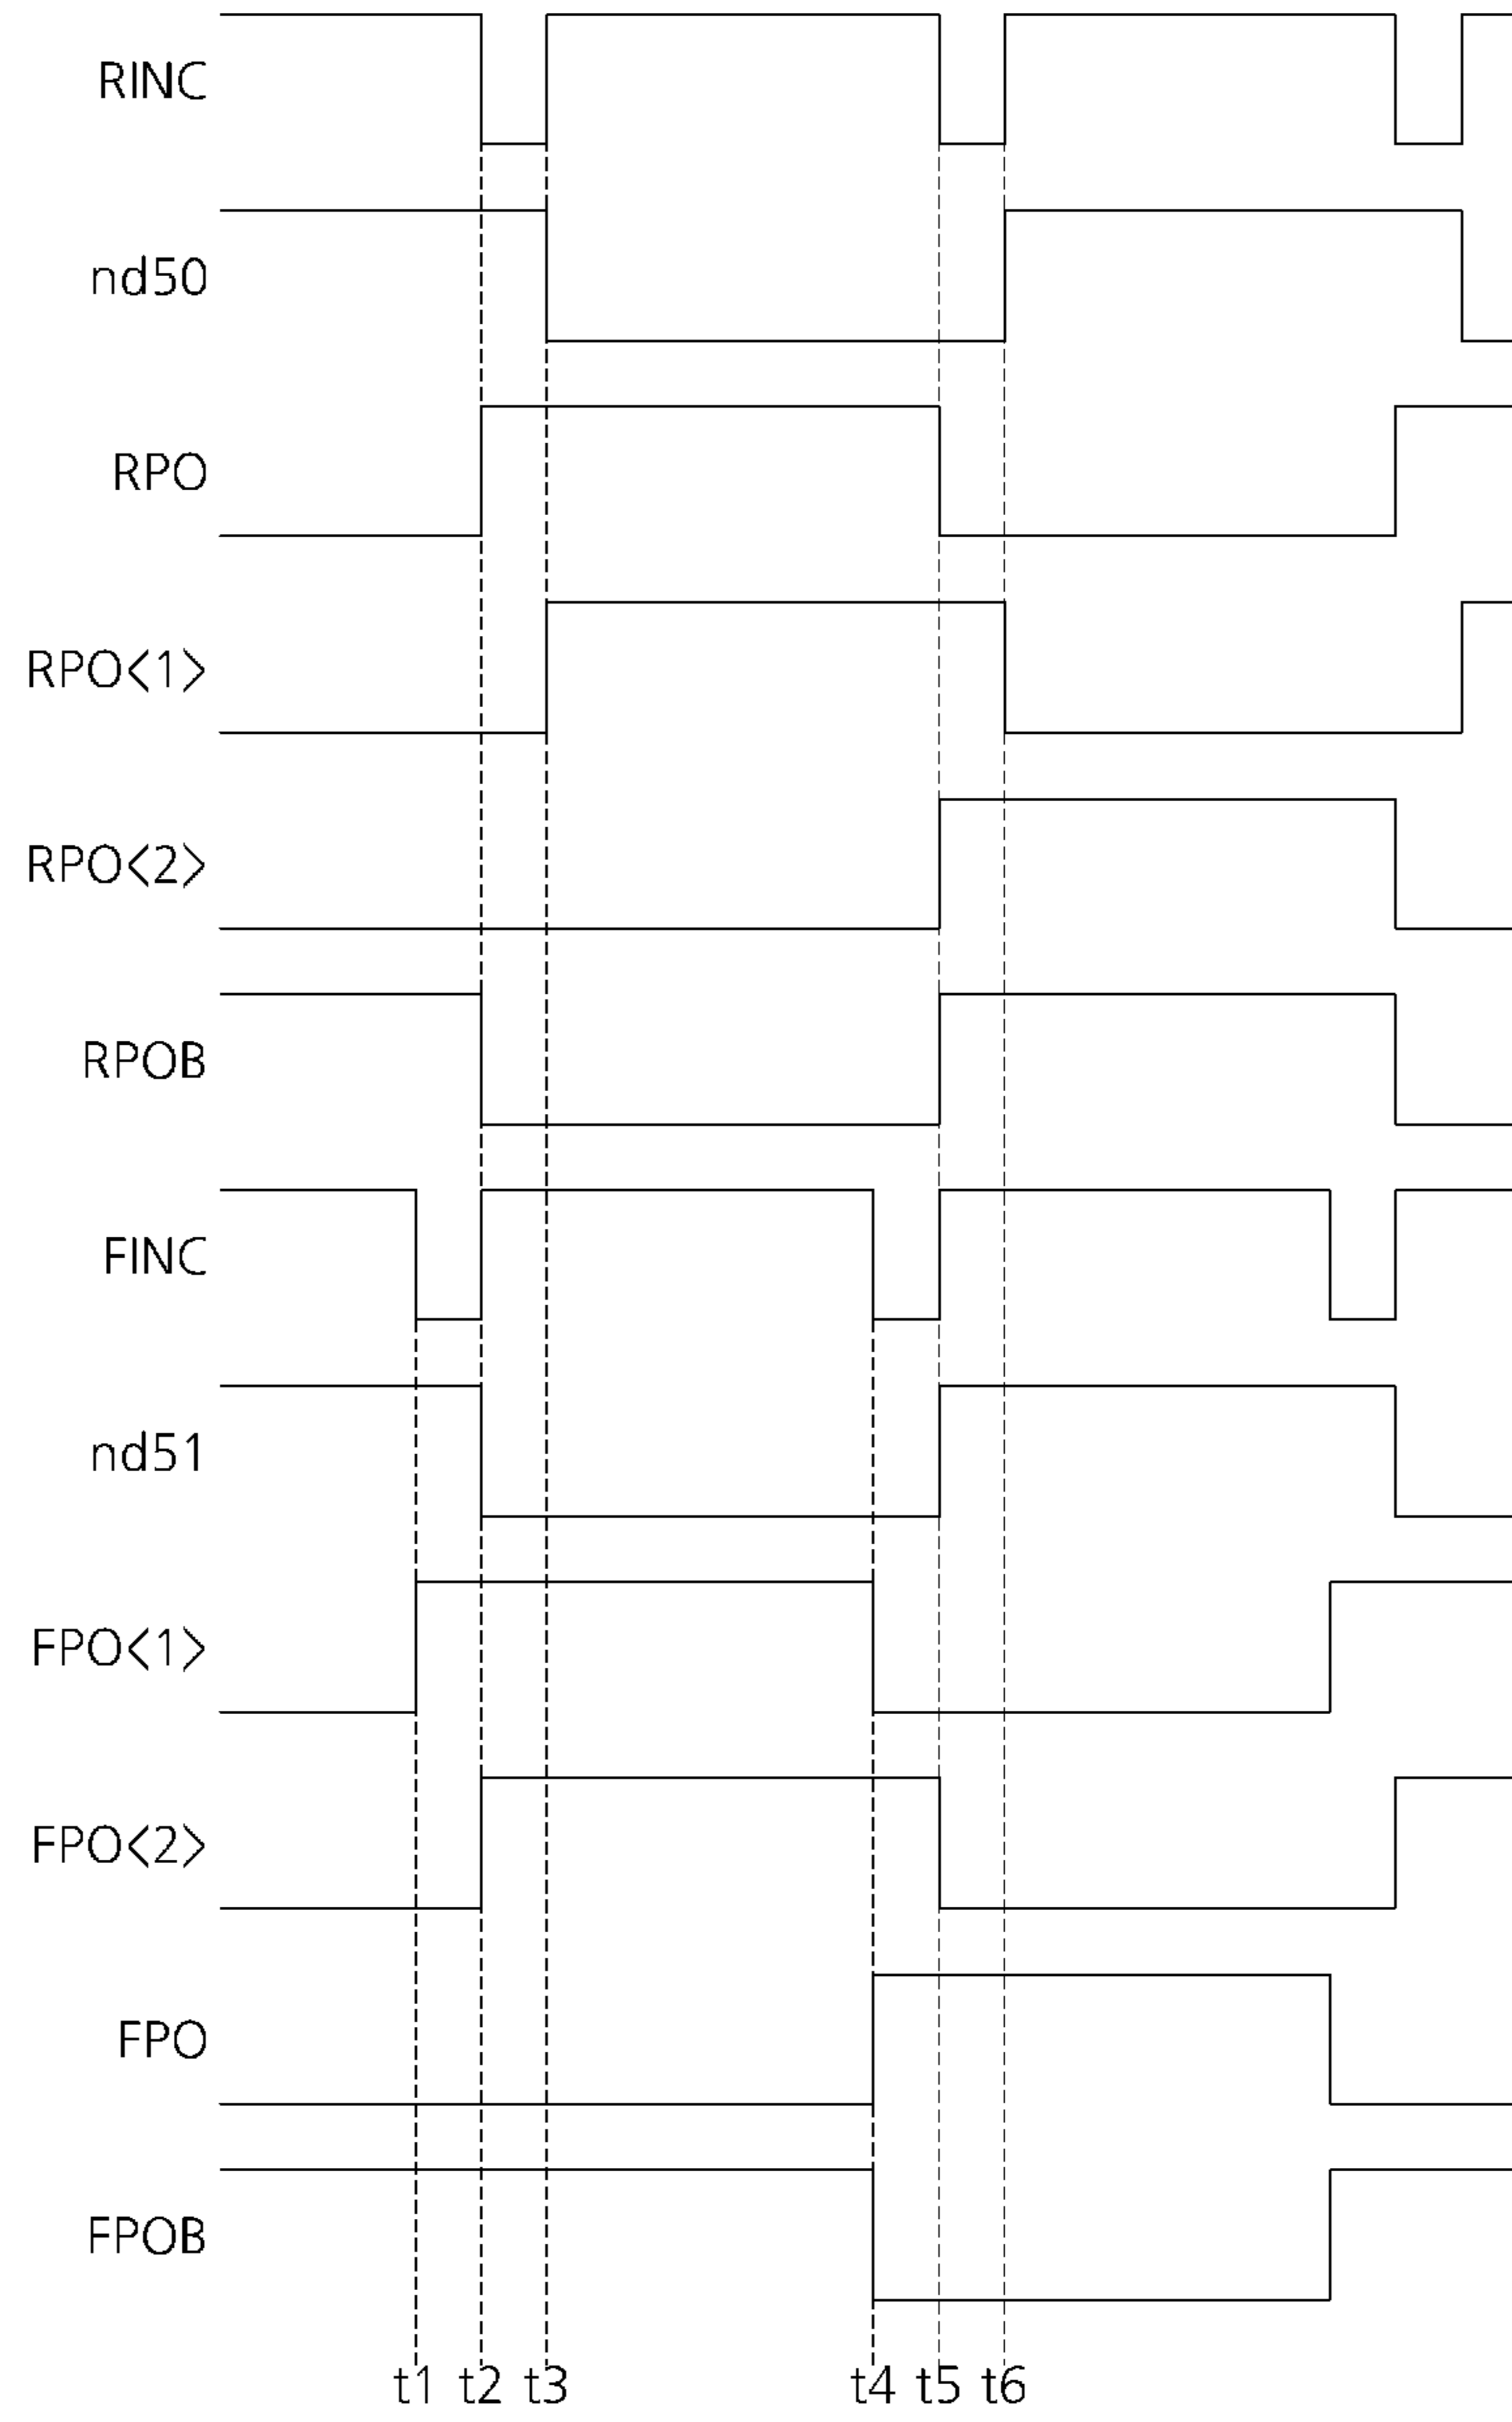 RINC
nd50
RPO
RPO<1>
RPO<2>
RPOB
FINC
nd51
FPO<1>
FPO<2>
FPO
FPOB
t1 t2 t3 t4 t5 t6